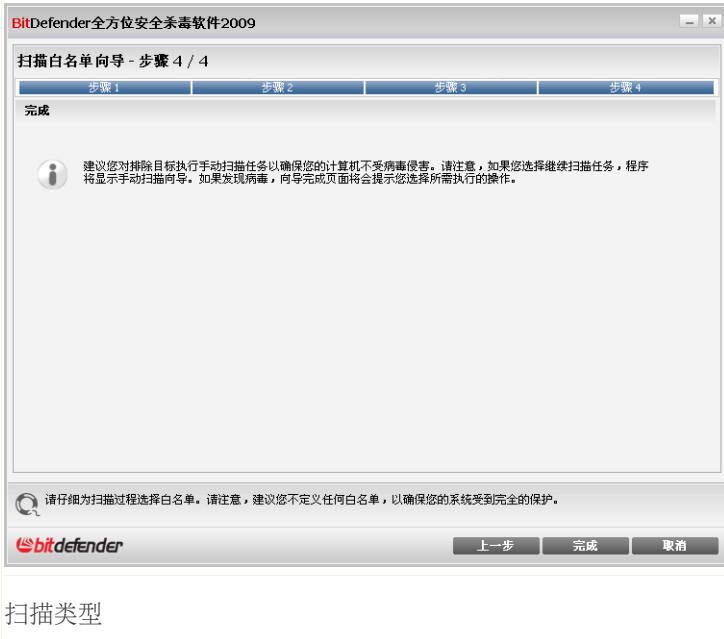 BitDefender全方位安全杀毒软件2009
扫描白名单向导 - 步骤 4 / 4
步骤 1
步骤 2
步骤 3
步骤 4
完成
建议您对排除目标执行手动扫描任务以确保您的计算机不受病毒侵害。请注意，如果您选择继续扫描任务，程序
将显示手动扫描向导。如果发现病毒，向导完成页面将会提示您选择所需执行的操作。
请仔细为扫描过程选择白名单。请注意，建议您不定义任何白名单，以确保您的系统受到完全的保护。
bitdefender
上一步
完成
取消
扫描类型